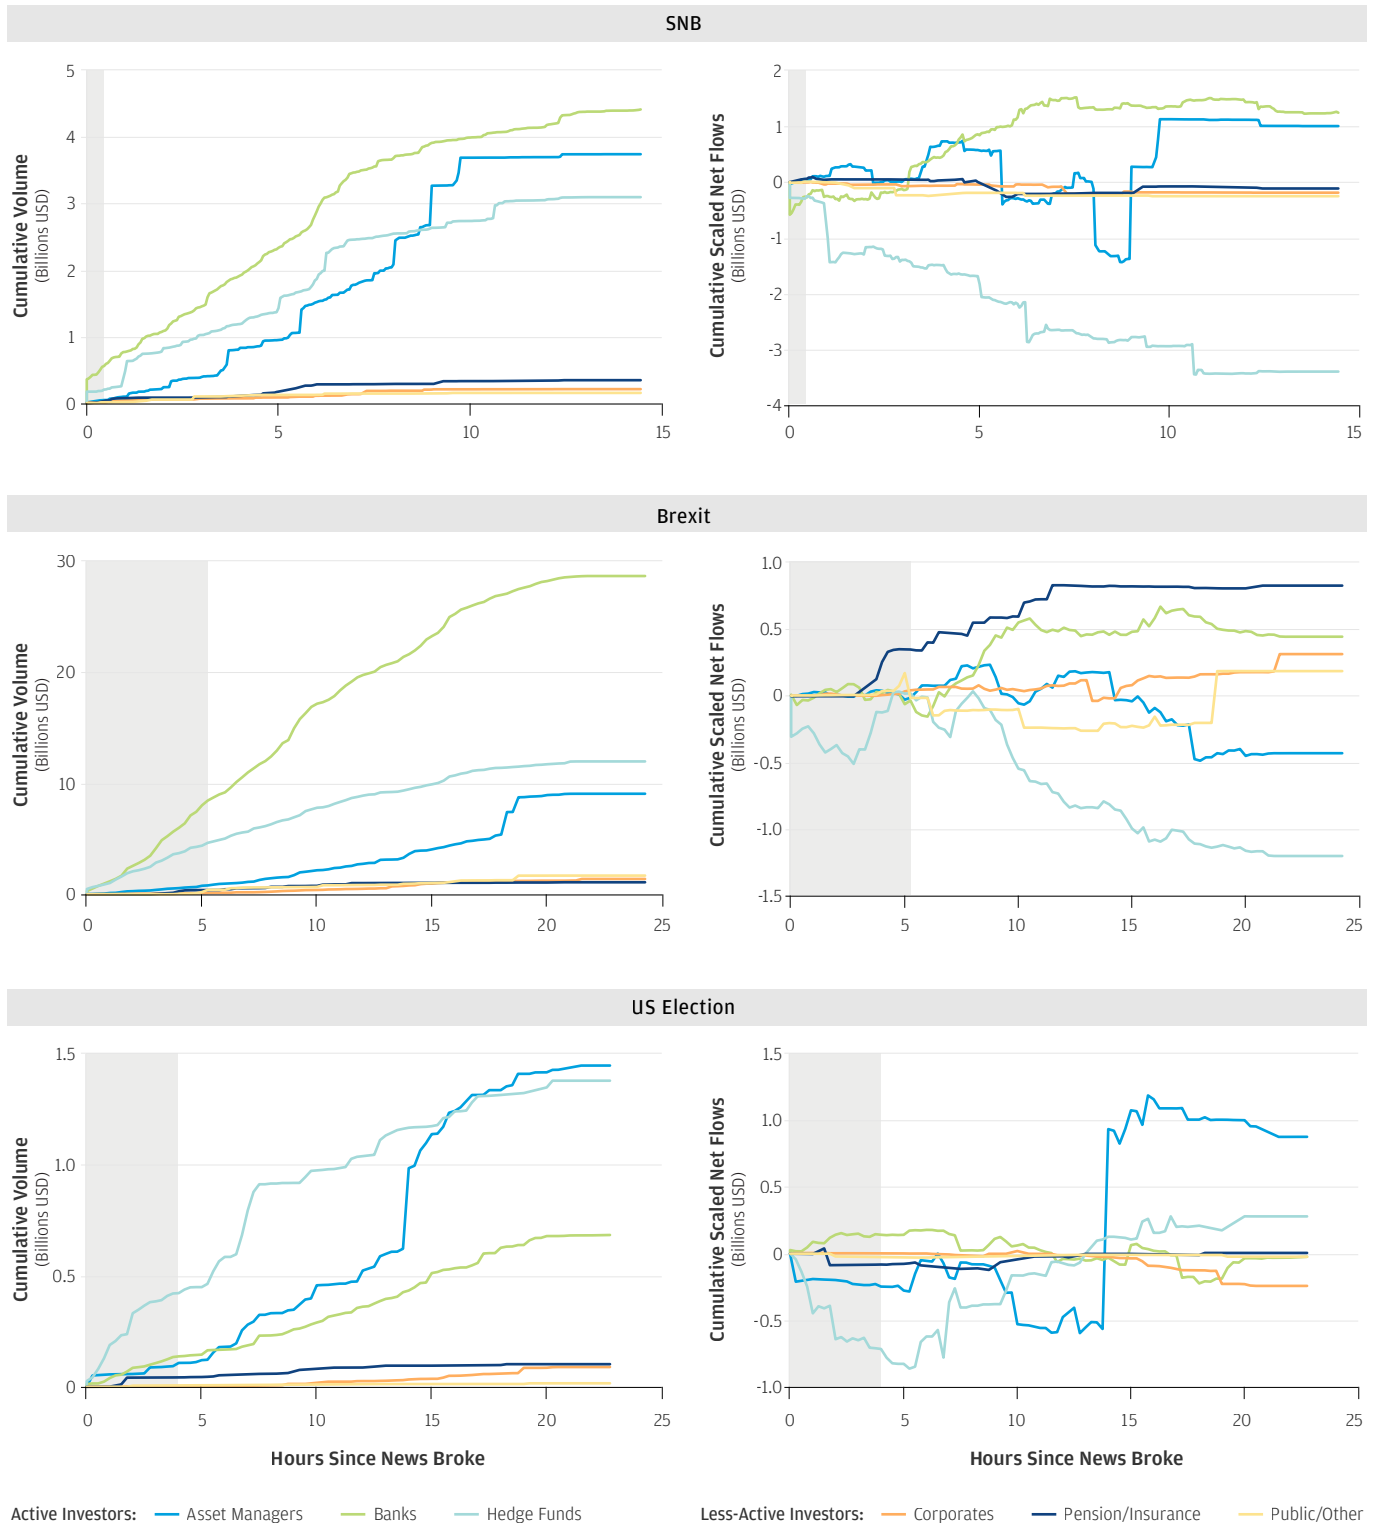 SNB
Cumulative Volume
(Billions USD)
5
4
3
2
1
0
0 5 10 15
Cumulative Scaled Net Flows
(Billions USD)
2
1
0
-1
-2
-3
-4
0 5 10 15
Brexit
Cumulative Volume
(Billions USD)
30
20
10
0
0 5 10 15 20 25
Cumulative Scaled Net Flows
(Billions USD)
1.0
0.5
0
-0.5
-1.0
-1.5
0 5 10 15 20 25
US Election
Cumulative Volume
(Billions USD)
1.5
1.0
0.5
0
0 5 10 15 20 25
Hours Since News Broke
Cumulative Scaled Net Flows
(Billions USD)
1.5
1.0
0.5
0
-0.5
-1.0
0 5 10 15 20 25
Hours Since News Broke
Active Investors: Asset Managers Banks Hedge Funds
Less-Active Investors: Corporates Pension/Insurance Public/Other